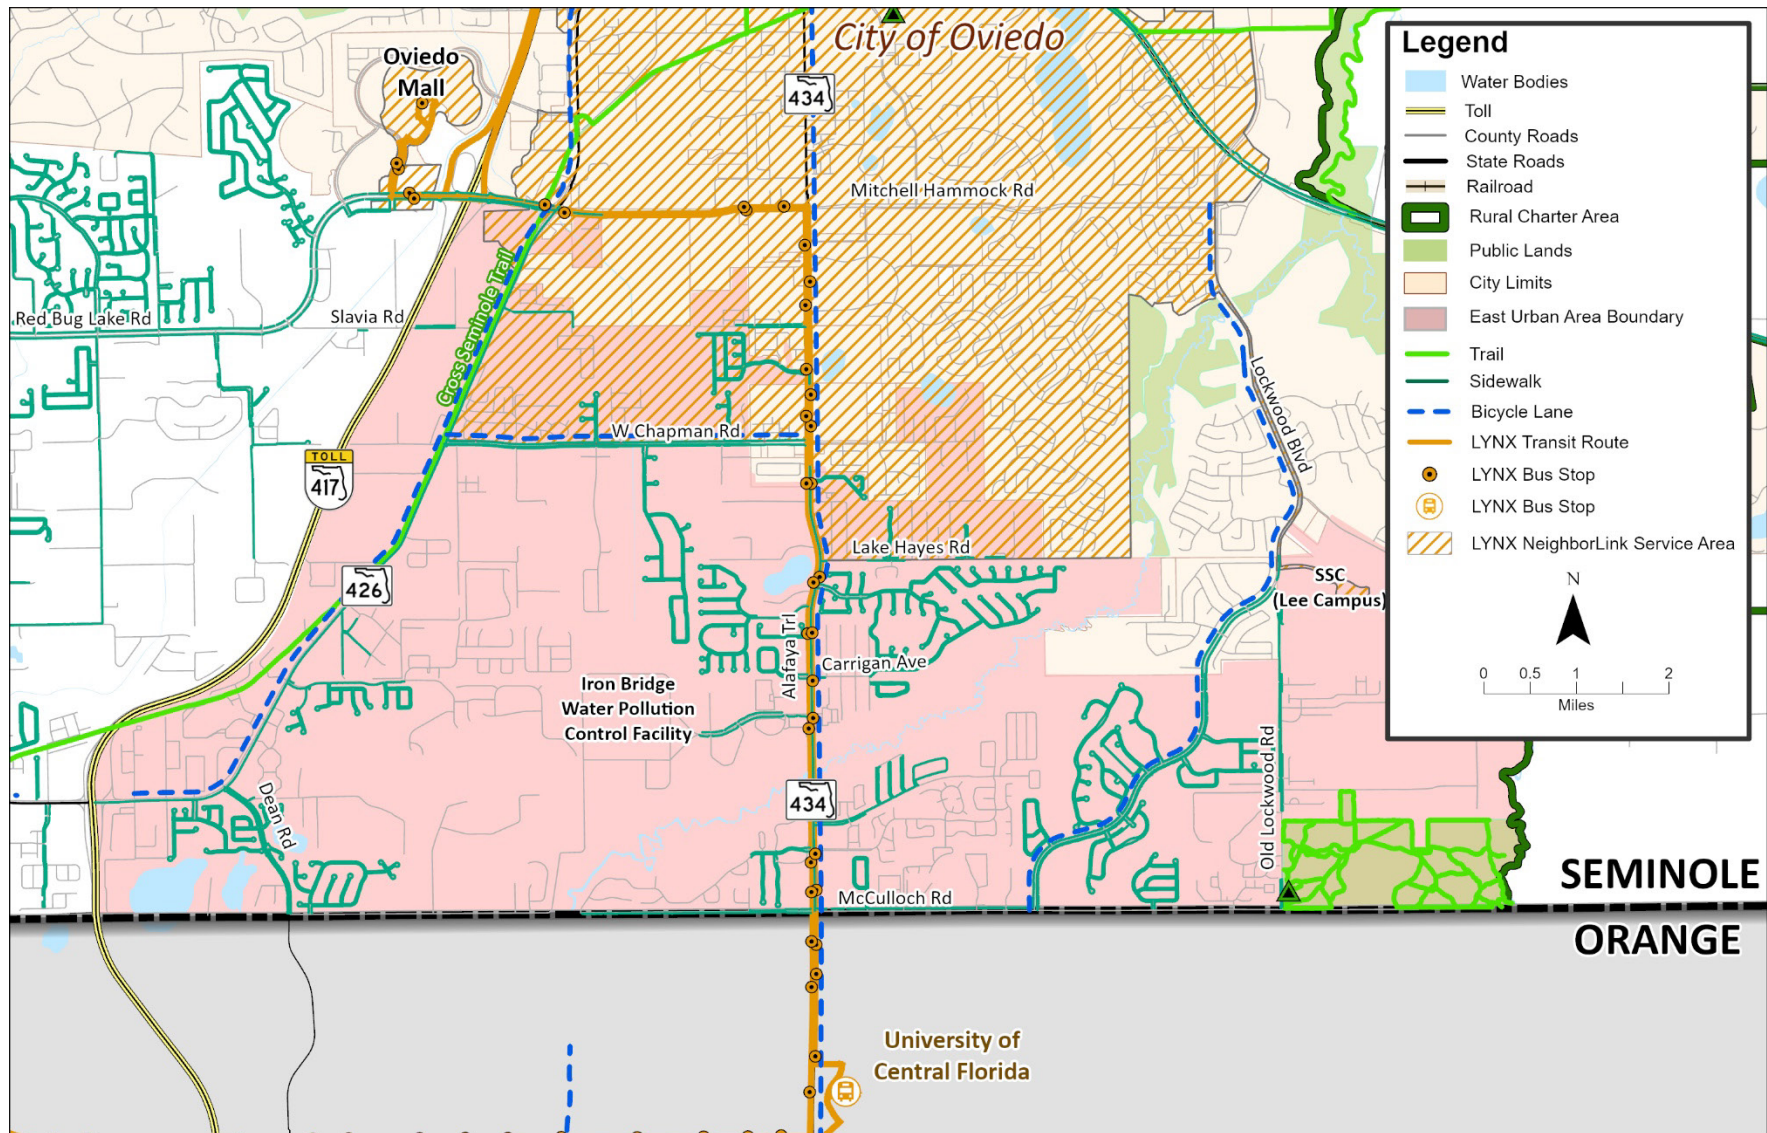 City of Oviedo
Oviedo
Mall
434
Mitchell Hammock Rd
Cross Seminole Trail
Red Bug Lake Rd
Slavia Rd
W Chapman Rd
Lockwood Blvd
TOLL
417
Lake Hayes Rd
426
SSC
(Lee Campus)
Alafaya Trl
Carrigan Ave
Iron Bridge
Water Pollution
Control Facility
434
Dean Rd
Old Lockwood Rd
McCulloch Rd
SEMINOLE
ORANGE
University of
Central Florida
Legend
Water Bodies
Toll
County Roads
State Roads
Railroad
Rural Charter Area
Public Lands
City Limits
East Urban Area Boundary
Trail
Sidewalk
Bicycle Lane
LYNX Transit Route
LYNX Bus Stop
LYNX Bus Stop
LYNX NeighborLink Service Area
N
0 0.5 1 2
Miles